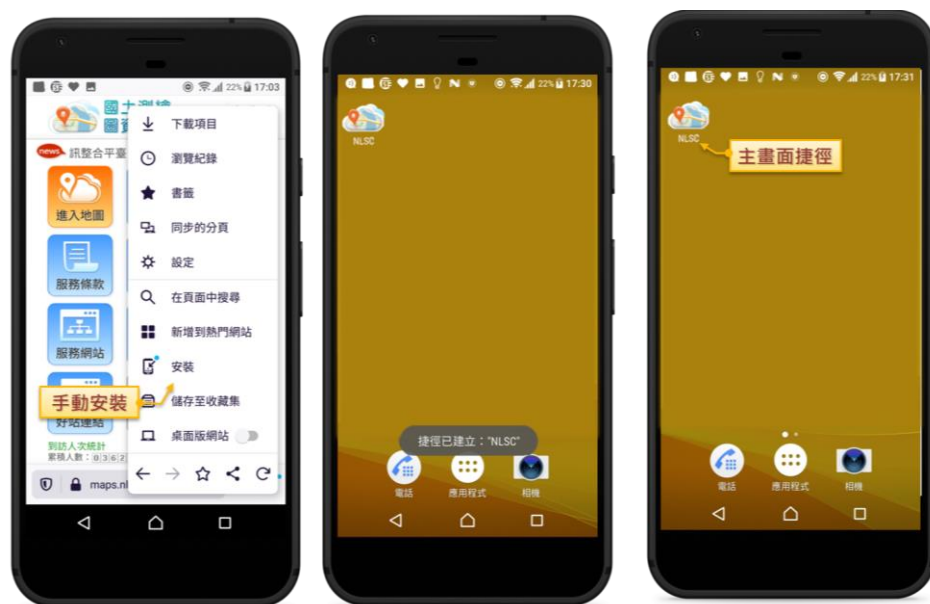 22% 17:03
國土測繪
圖資
news 訊整合平臺
進入地圖
服務條款
服務網站
好站連結
到訪人次統計
累積人數：0362
maps.nl
下載項目
瀏覽紀錄
書籤
同步的分頁
設定
在頁面中搜尋
新增到熱門網站
安裝
儲存至收藏集
桌面版網站
手動安裝
22% 17:30
NLSC
捷徑已建立："NLSC"
電話
應用程式
相機
22% 17:31
NLSC
主畫面捷徑
電話
應用程式
相機